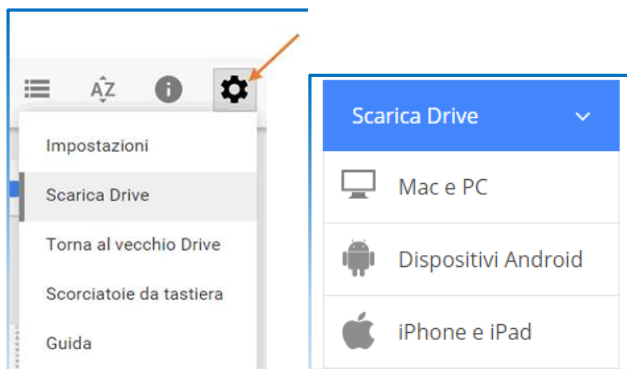 AZ
Impostazioni
Scarica Drive
Torna al vecchio Drive
Scorciatoie da tastiera
Guida
Scarica Drive
Mac e PC
Dispositivi Android
iPhone e iPad